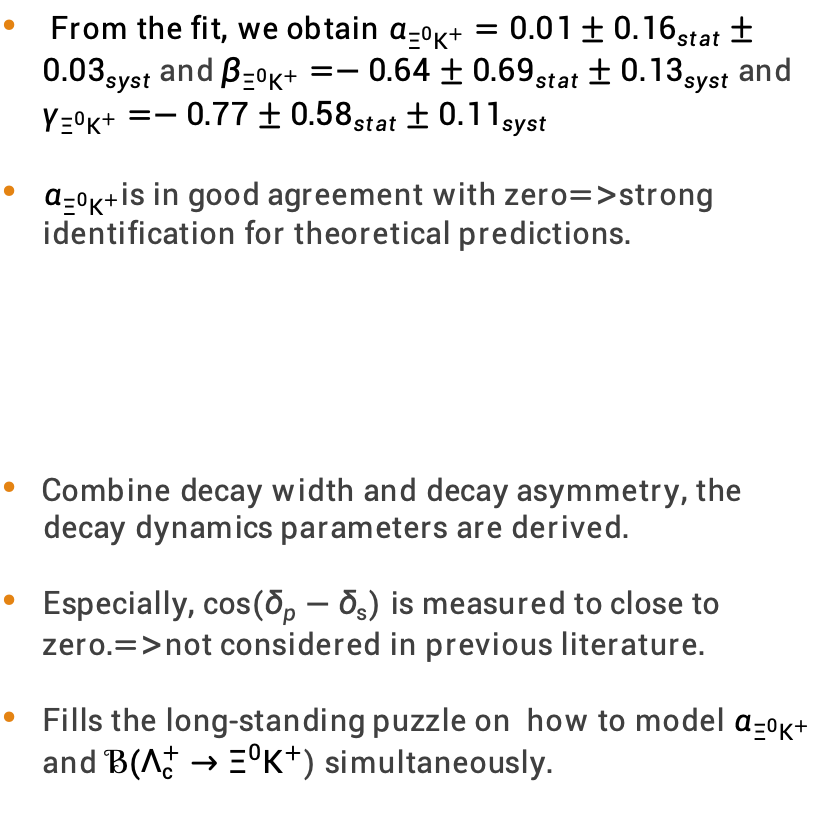 • From the fit, we obtain α_{Ξ⁰K⁺} = 0.01 ± 0.16_{stat} ±
0.03_{syst} and β_{Ξ⁰K⁺} =− 0.64 ± 0.69_{stat} ± 0.13_{syst} and
γ_{Ξ⁰K⁺} =− 0.77 ± 0.58_{stat} ± 0.11_{syst}
• α_{Ξ⁰K⁺} is in good agreement with zero=>strong
identification for theoretical predictions.
• Combine decay width and decay asymmetry, the
decay dynamics parameters are derived.
• Especially, cos(δ_p − δ_s) is measured to close to
zero.=>not considered in previous literature.
• Fills the long-standing puzzle on how to model α_{Ξ⁰K⁺}
and ℬ(Λ_c^+ → Ξ⁰K⁺) simultaneously.